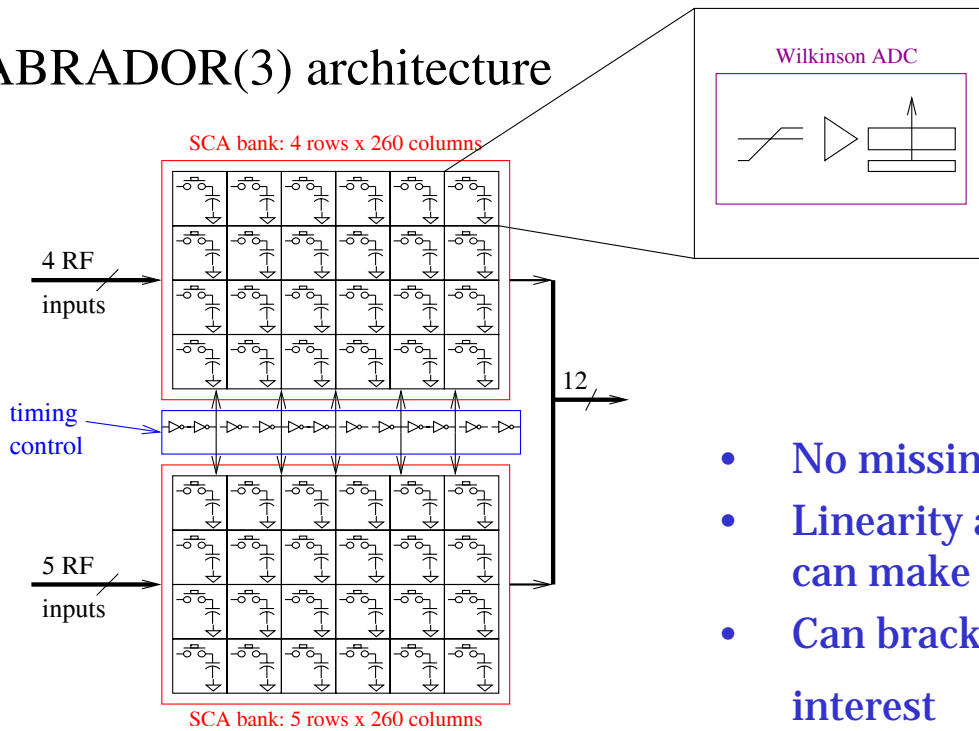 ABRADOR(3) architecture
Wilkinson ADC
SCA bank: 4 rows x 260 columns
4 RF
inputs
12
timing
control
5 RF
inputs
SCA bank: 5 rows x 260 columns
• No missin
• Linearity a
can make
• Can brack
interest